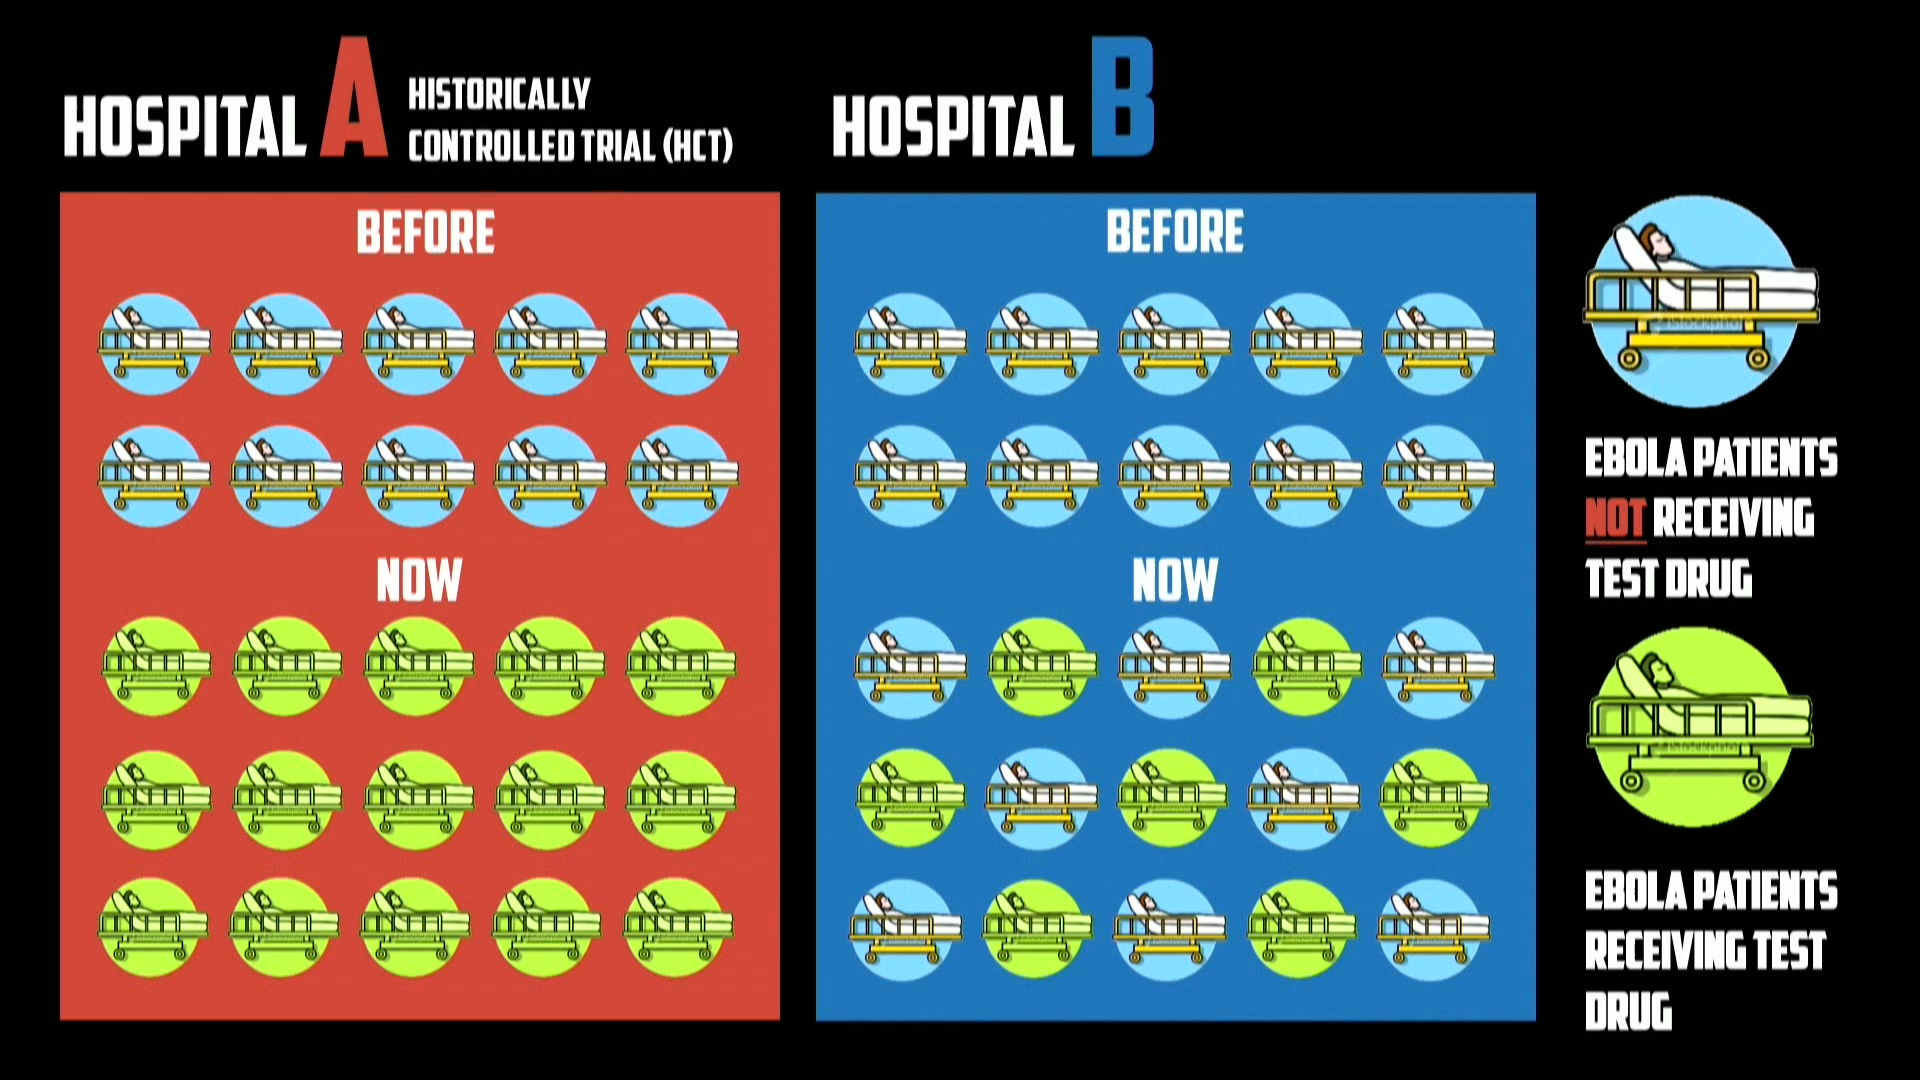 HOSPITAL A
HISTORICALLY
CONTROLLED TRIAL (HCT)
BEFORE
NOW
HOSPITAL B
BEFORE
NOW
EBOLA PATIENTS
NOT RECEIVING
TEST DRUG
EBOLA PATIENTS
RECEIVING TEST
DRUG